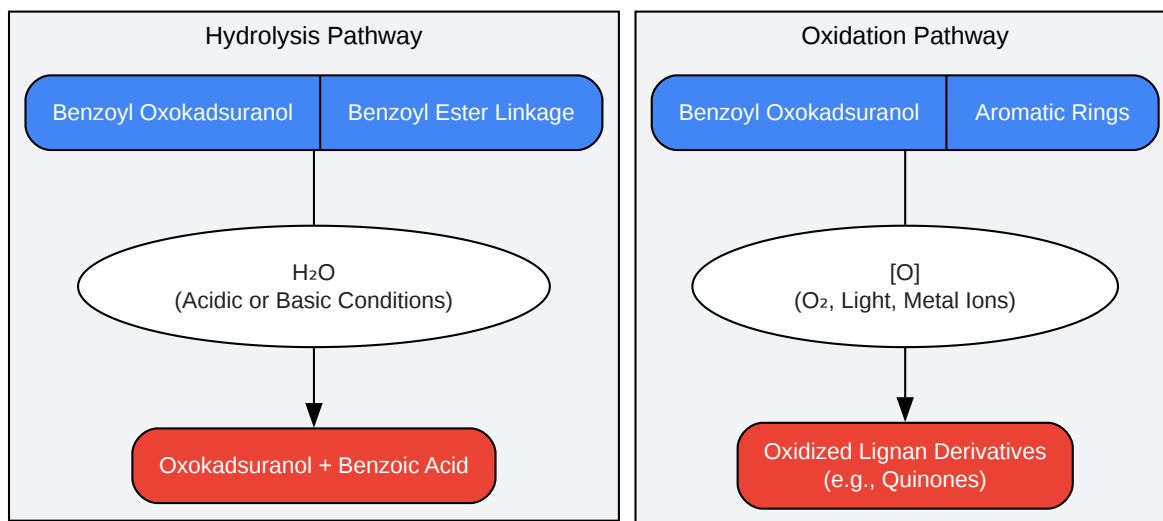 Hydrolysis Pathway
Benzoyl Oxokadsuranol
Benzoyl Ester Linkage
H₂O
(Acidic or Basic Conditions)
Oxokadsuranol + Benzoic Acid
Oxidation Pathway
Benzoyl Oxokadsuranol
Aromatic Rings
[O]
(O₂, Light, Metal Ions)
Oxidized Lignan Derivatives
(e.g., Quinones)